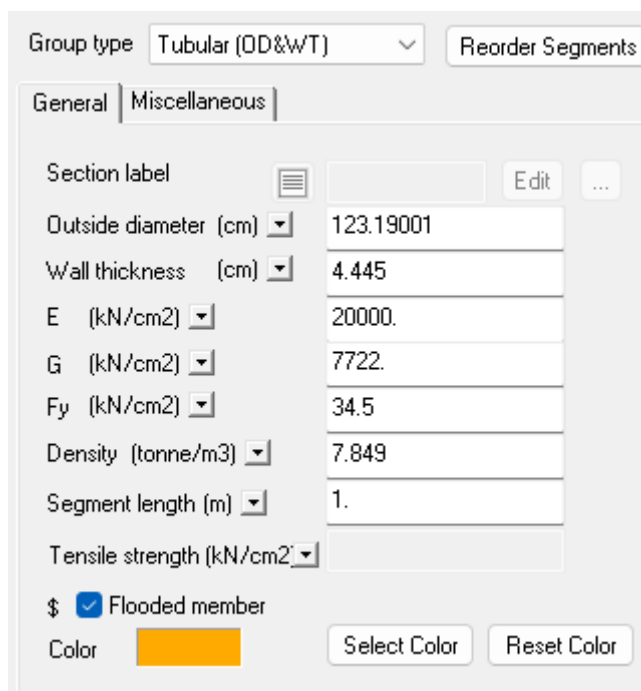 Group type Tubular (OD&WT) Reorder Segments
General Miscellaneous
Section label Edit ...
Outside diameter (cm) 123.19001
Wall thickness (cm) 4.445
E (kN/cm2) 20000.
G (kN/cm2) 7722.
Fy (kN/cm2) 34.5
Density (tonne/m3) 7.849
Segment length (m) 1.
Tensile strength (kN/cm2
$ Flooded member
Color Select Color Reset Color